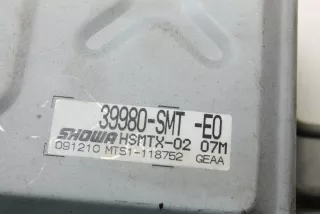 39980-SMT -E0
SHOWA HSMTX-02 07M
091210 MTS1-118752 GEAA